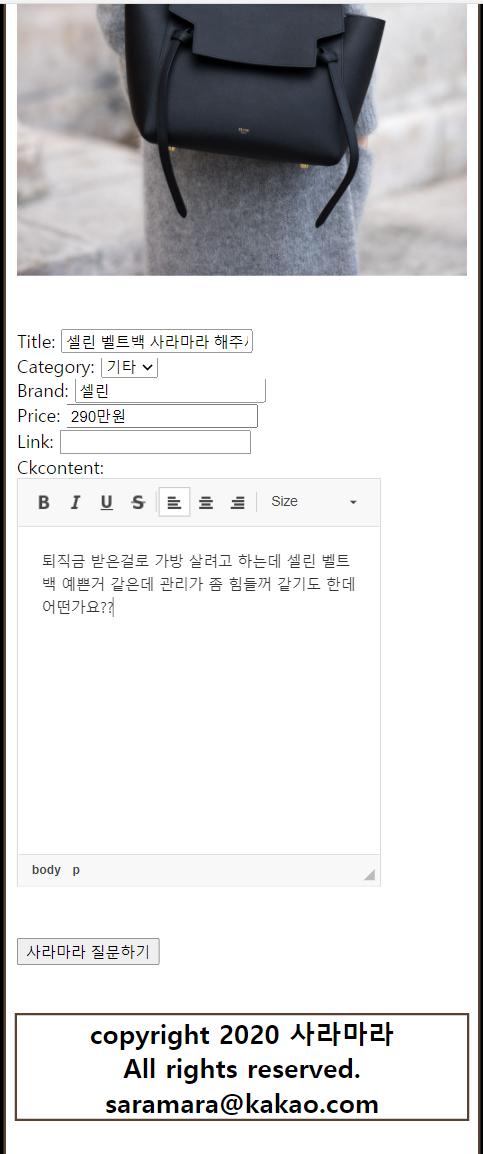 Title: 셀린 벨트백 사라마라 해주
Category: 기타
Brand: 셀린
Price: 290만원
Link:
Ckcontent:
B I U S Size
퇴직금 받은걸로 가방 살려고 하는데 셀린 벨트
백 예쁜거 같은데 관리가 좀 힘들꺼 같기도 한데
어떤가요??
body p
사라마라 질문하기
copyright 2020 사라마라
All rights reserved.
saramara@kakao.com